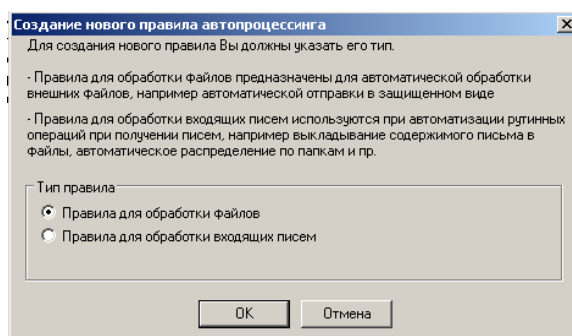 Создание нового правила автопроцессинга
Для создания нового правила Вы должны указать его тип.
- Правила для обработки файлов предназначены для автоматической обработки
внешних файлов, например автоматической отправки в защищенном виде
- Правила для обработки входящих писем используются при автоматизации рутинных
операций при получении писем, например выкладывание содержимого письма в
файлы, автоматическое распределение по папкам и пр.
Тип правила
Правила для обработки файлов
Правила для обработки входящих писем
OK
Отмена